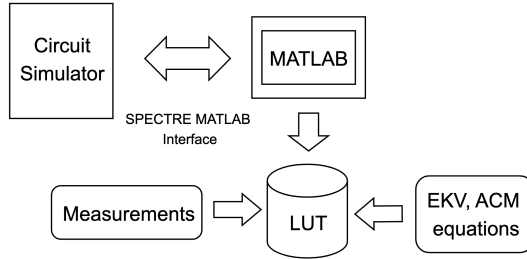 Circuit
Simulator
MATLAB
SPECTRE MATLAB
Interface
Measurements
LUT
EKV, ACM
equations